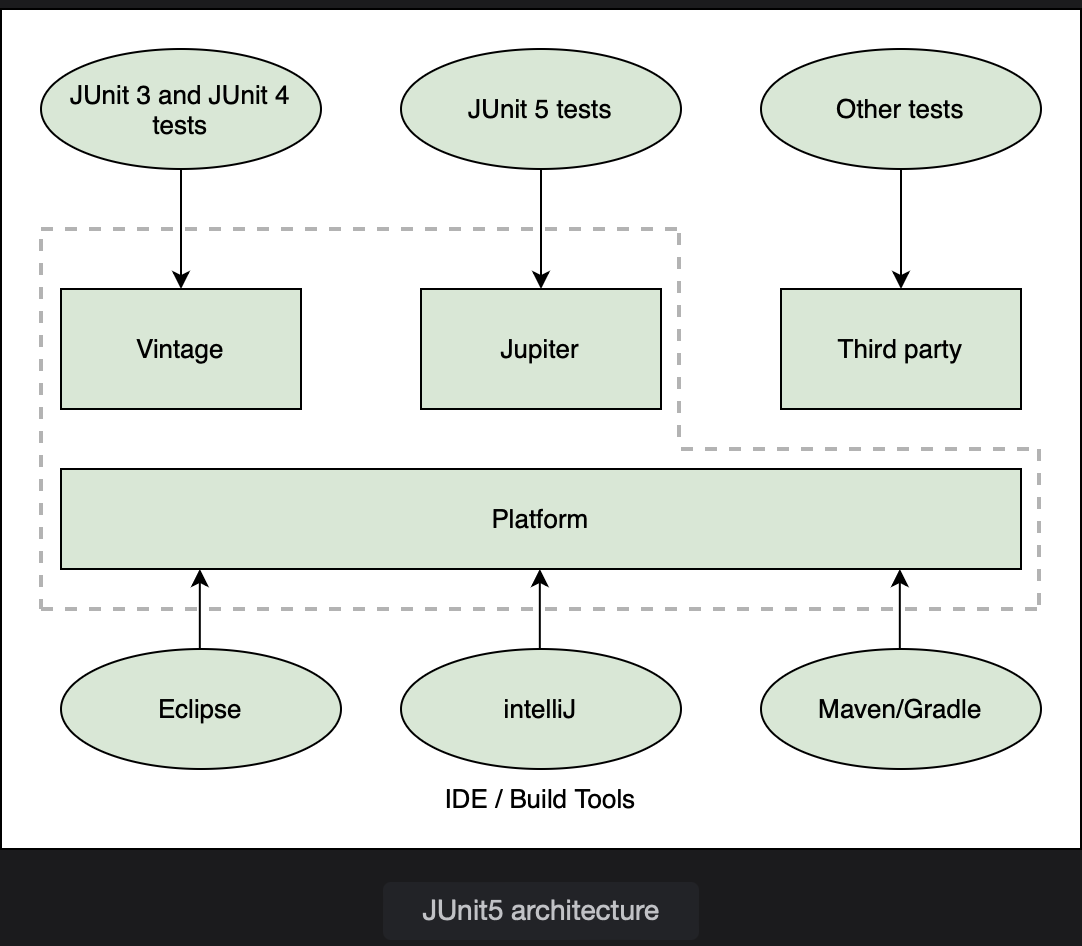 JUnit 3 and JUnit 4
tests
JUnit 5 tests
Other tests
Vintage
Jupiter
Third party
Platform
Eclipse
intelliJ
Maven/Gradle
IDE / Build Tools
JUnit5 architecture